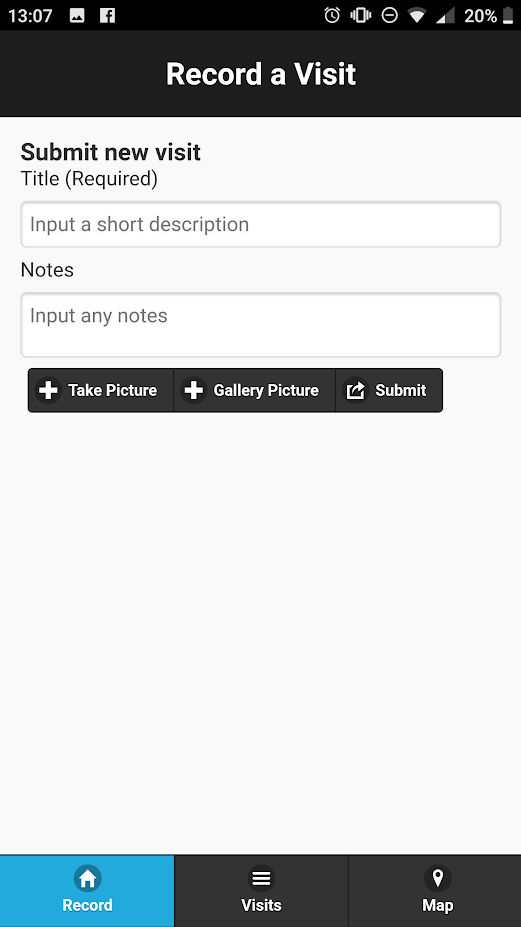 13:07 20%
Record a Visit
Submit new visit
Title (Required)
Input a short description
Notes
Input any notes
Take Picture Gallery Picture Submit
Record Visits Map